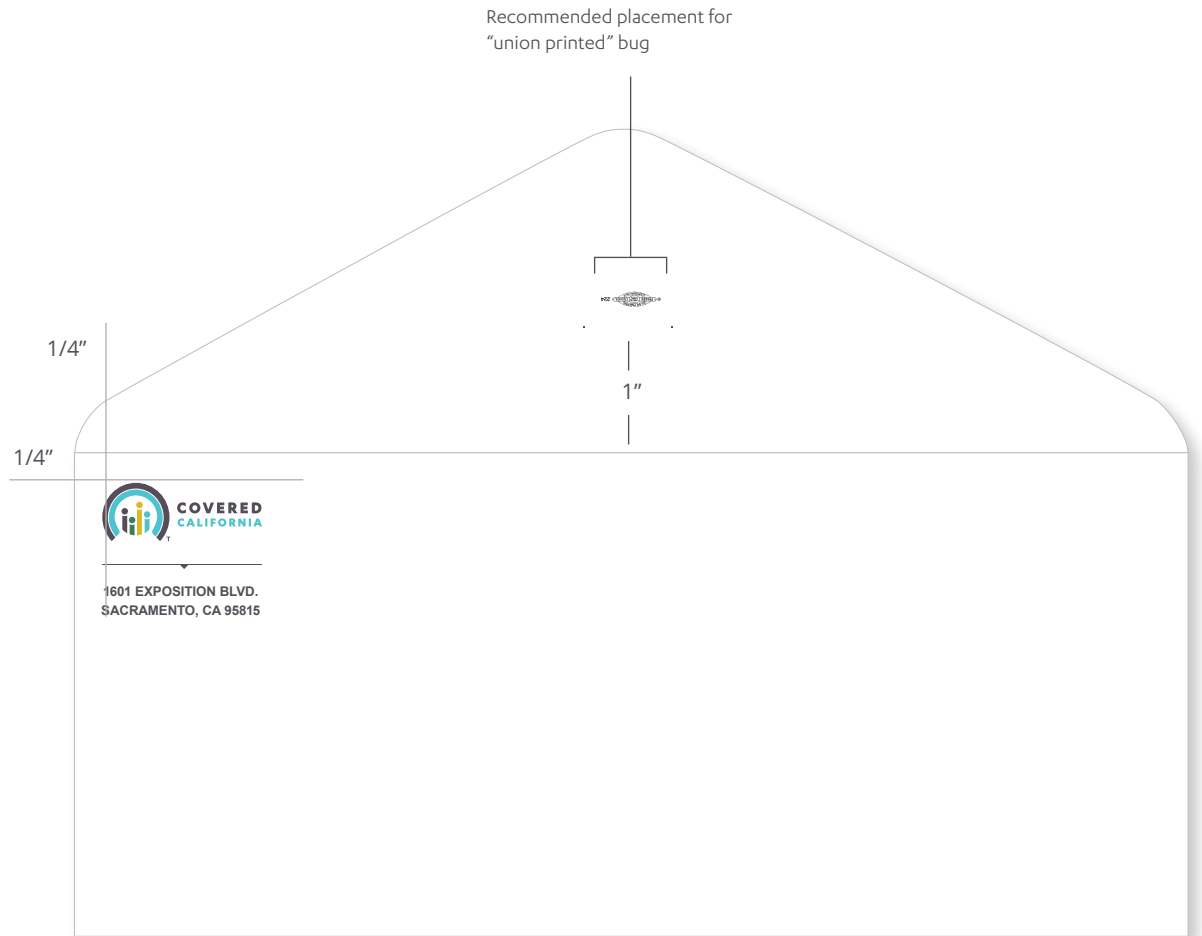 Recommended placement for
“union printed” bug
1/4”
1”
1/4”
COVERED
CALIFORNIA
1601 EXPOSITION BLVD.
SACRAMENTO, CA 95815